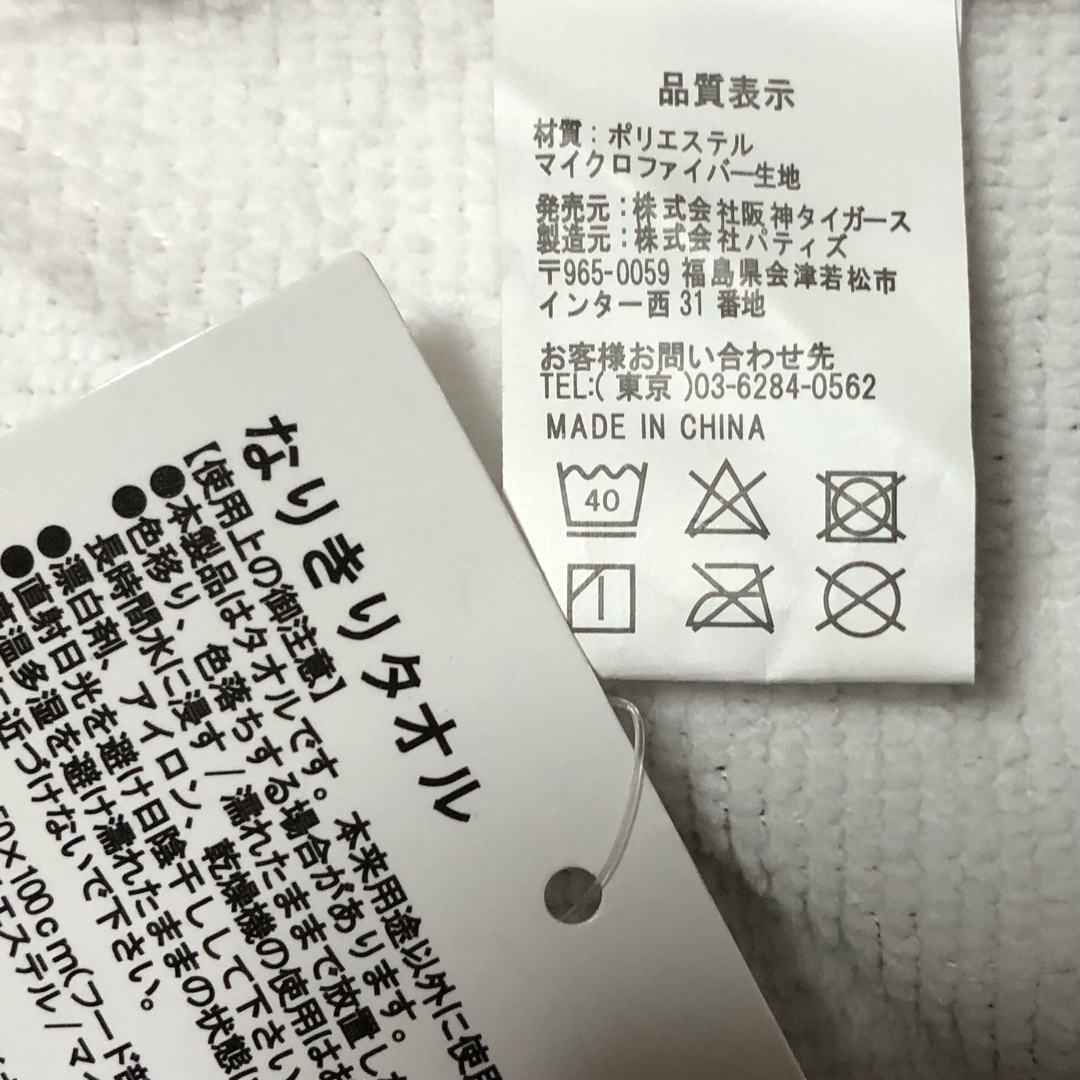 品質表示
材質:ポリエステル
マイクロファイバー生地
発売元:株式会社阪神タイガース
製造元:株式会社パティズ
〒965-0059 福島県会津若松市
インター西 31 番地
お客様お問い合わせ先
TEL:( 東京 )03-6284-0562
MADE IN CHINA
40
なりきりタオル
【使用上の御注意】
●本製品はタオルです。本来用途以外に使用
●色移り、色落ちする場合があります。
長時間水に浸す/濡れたままで放置し
●漂白剤、アイロン、乾燥機の使用はお
●直射日光を避け日陰干しして下さい
高温多湿を避け濡れたままの状態
に近づけないで下さい。
50×100cm(フード
エステル/マ